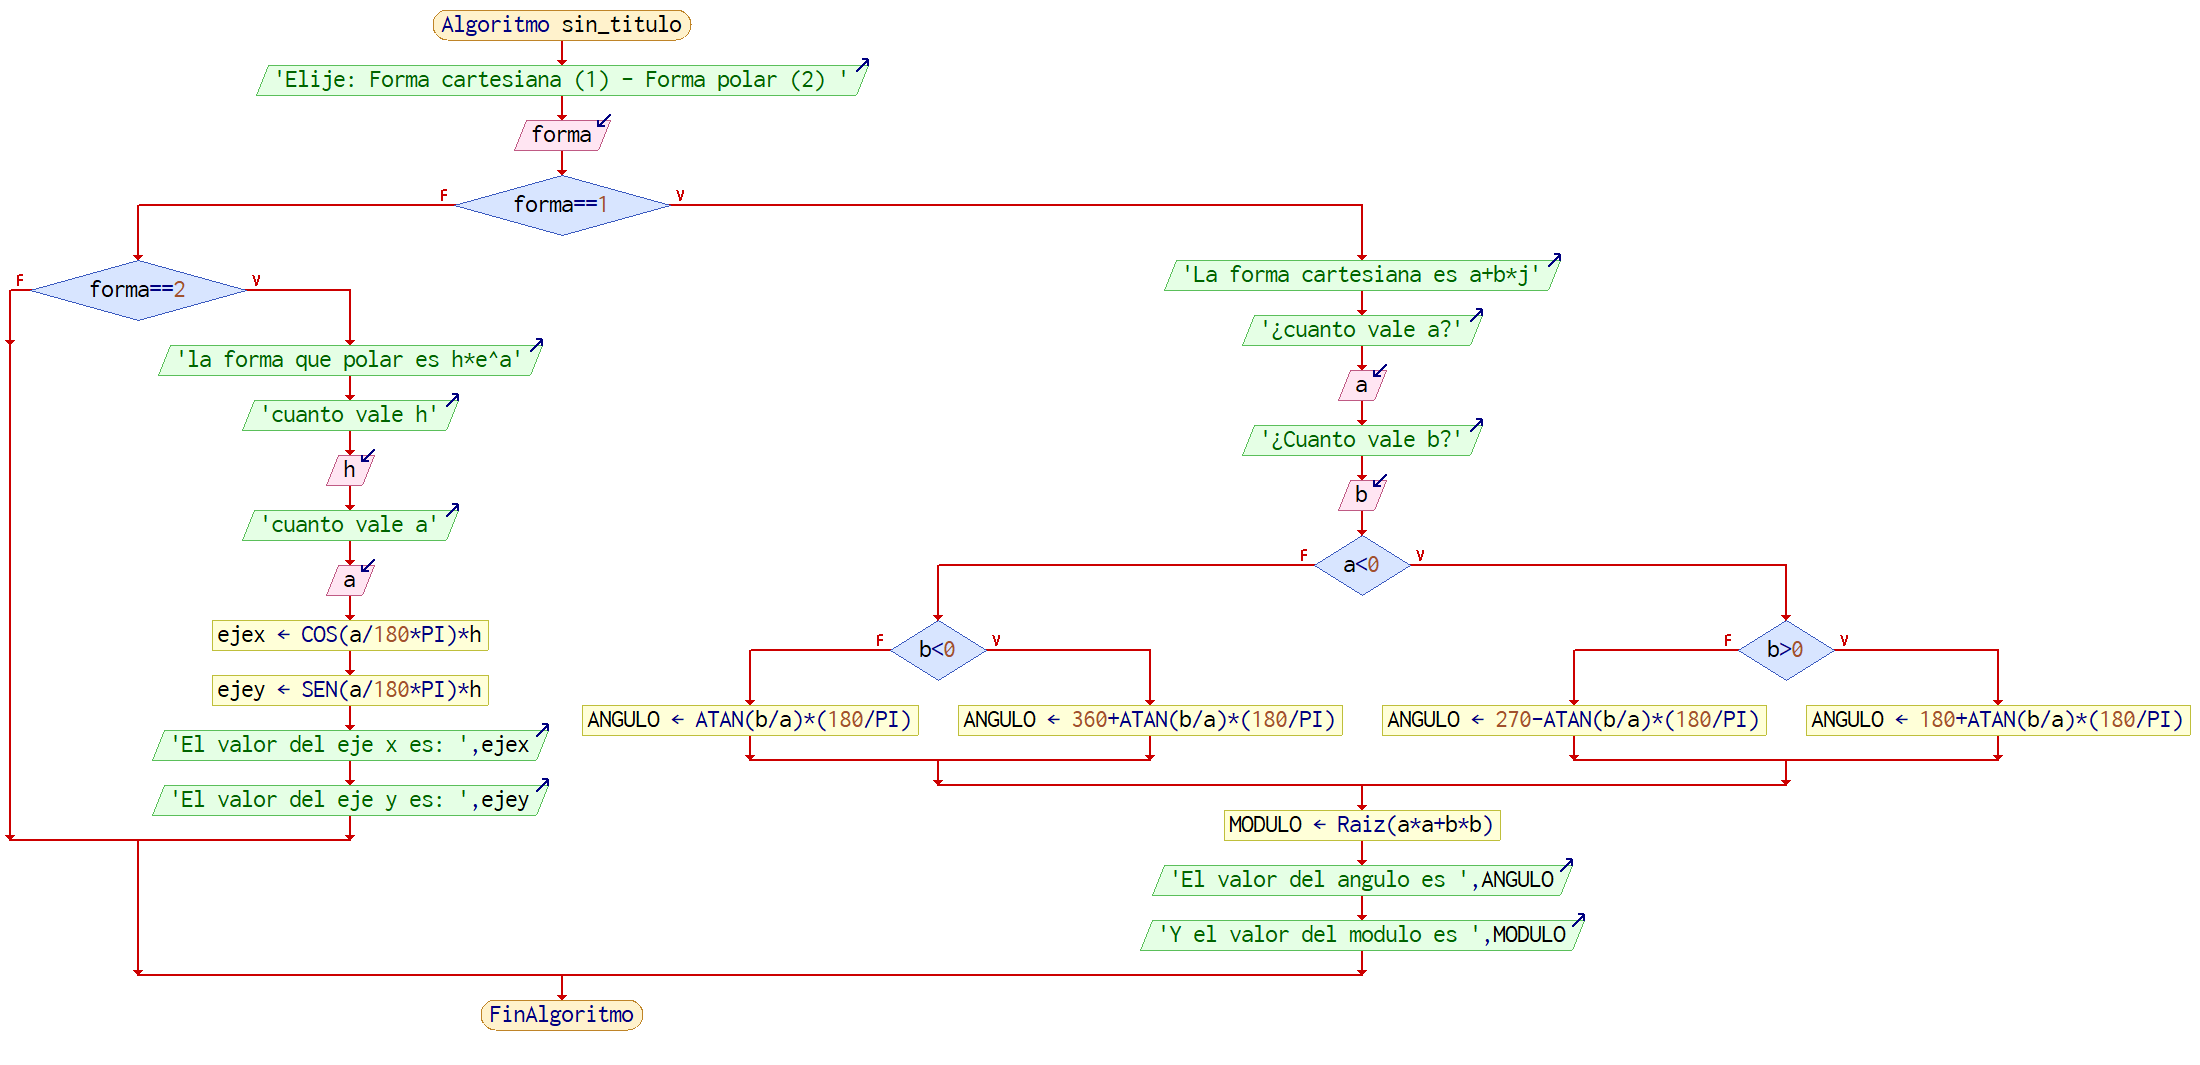 Algoritmo sin_titulo
'Elije: Forma cartesiana (1) - Forma polar (2) '
forma
forma==1
F
V
forma==2
F
V
'la forma que polar es h*e^a'
'cuanto vale h'
h
'cuanto vale a'
a
ejex ← COS(a/180*PI)*h
ejey ← SEN(a/180*PI)*h
'El valor del eje x es: ',ejex
'El valor del eje y es: ',ejey
'La forma cartesiana es a+b*j'
'¿cuanto vale a?'
a
'¿Cuanto vale b?'
b
a<0
F
V
b<0
F
V
ANGULO ← ATAN(b/a)*(180/PI)
ANGULO ← 360+ATAN(b/a)*(180/PI)
b>0
F
V
ANGULO ← 270-ATAN(b/a)*(180/PI)
ANGULO ← 180+ATAN(b/a)*(180/PI)
MODULO ← Raiz(a*a+b*b)
'El valor del angulo es ',ANGULO
'Y el valor del modulo es ',MODULO
FinAlgoritmo